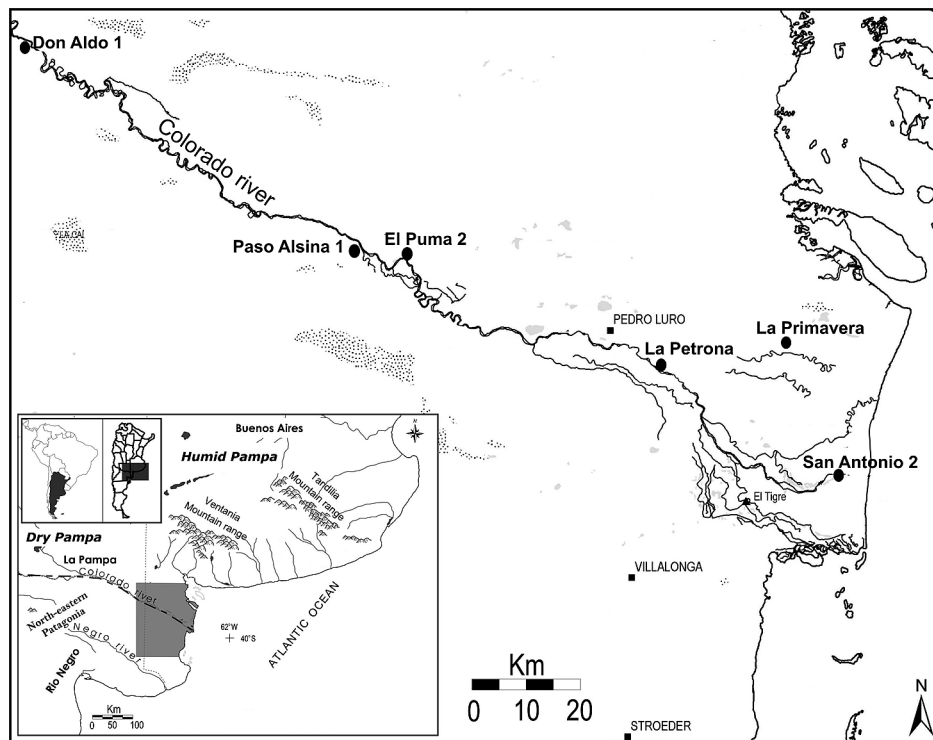 Don Aldo 1
Colorado river
Paso Alsina 1
El Puma 2
PEDRO LURO
La Primavera
La Petrona
San Antonio 2
El Tigre
VILLALONGA
STROEDER
Km
0 10 20
N
N
Buenos Aires
Humid Pampa
Tandilia
Mountain range
Ventania
Mountain range
Dry Pampa
La Pampa
Colorado river
North-eastern
Patagonia
Negro river
Rio Negro
62°W
40°S
ATLANTIC OCEAN
Km
0 50 100